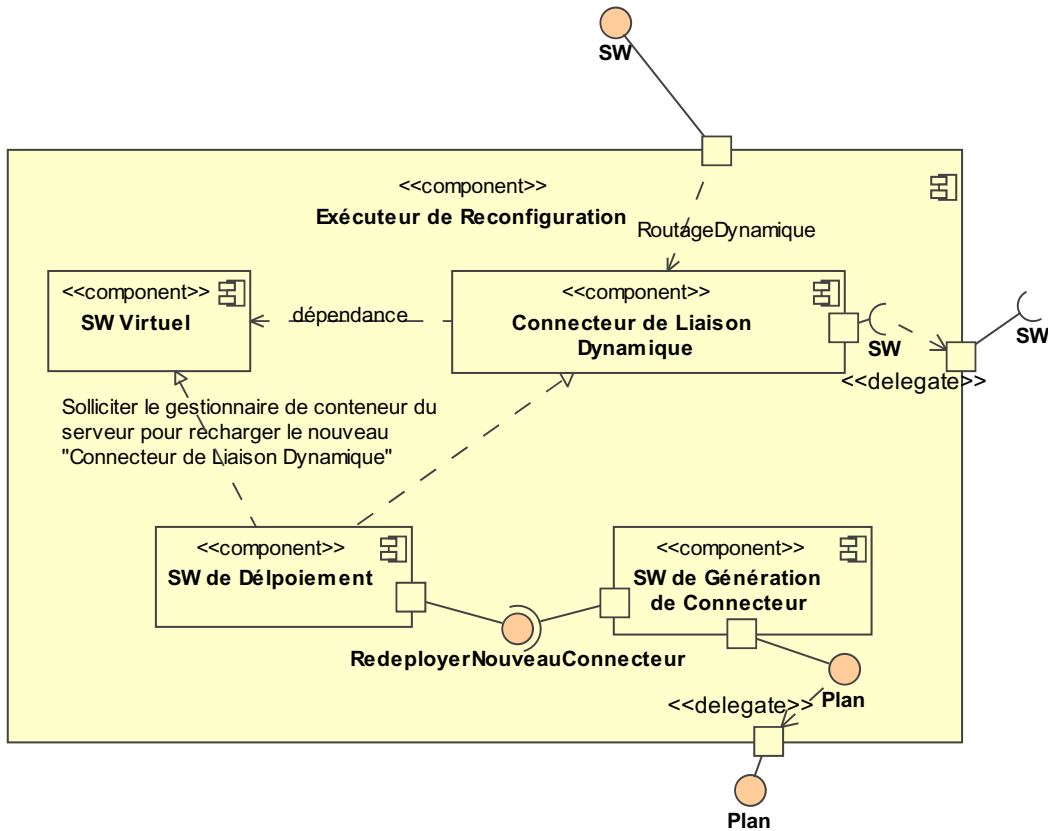 SW
<<component>>
Exécuteur de Reconfiguration
RoutageDynamique
<<component>>
SW Virtuel
dépendance
<<component>>
Connecteur de Liaison
Dynamique
SW
<<delegate>>
SW
Solliciter le gestionnaire de conteneur du
serveur pour recharger le nouveau
"Connecteur de Liaison Dynamique"
<<component>>
SW de Délpoiement
<<component>>
SW de Génération
de Connecteur
RedeployerNouveauConnecteur
Plan
<<delegate>>
Plan